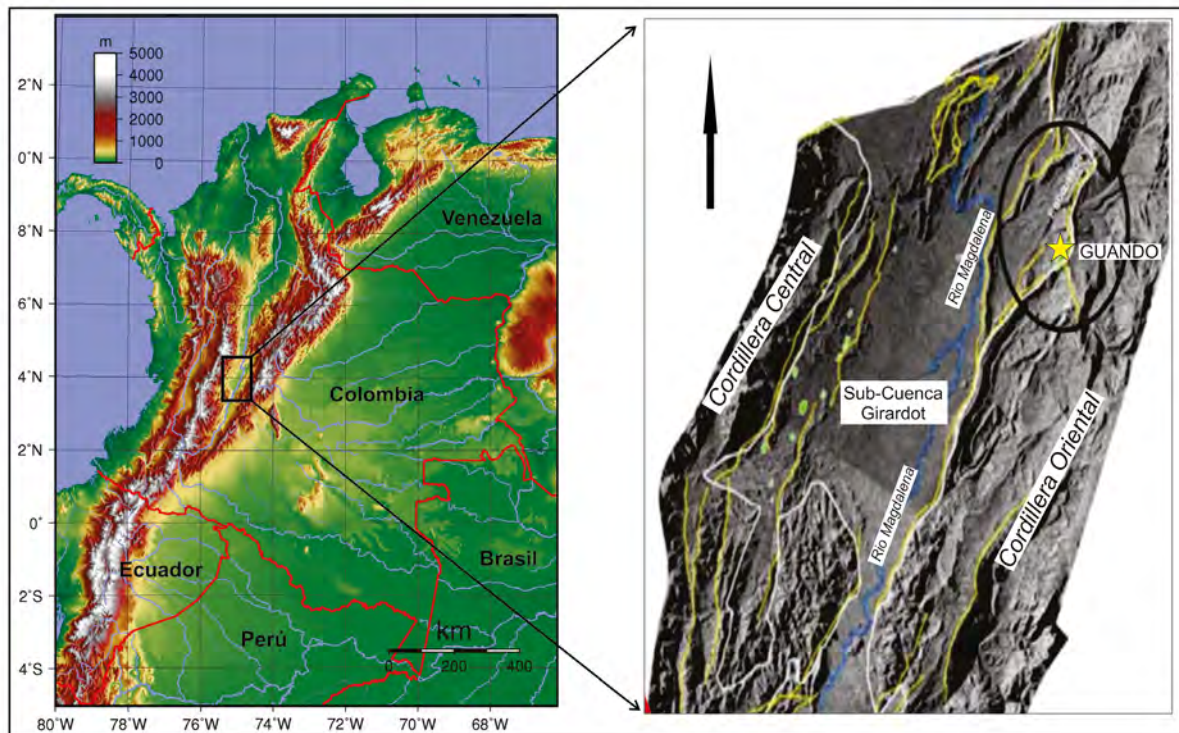 m
5000
4000
3000
2000
1000
0
2°N
0°N
8°N
6°N
4°N
2°N
0°
2°S
4°S
80°W
78°W
76°W
74°W
72°W
70°W
68°W
Venezuela
Colombia
Brasil
Ecuador
Perú
km
0 200 400
Cordillera Central
Rio Magdalena
GUANDO
Sub-Cuenca
Girardot
Rio Magdalena
Cordillera Oriental